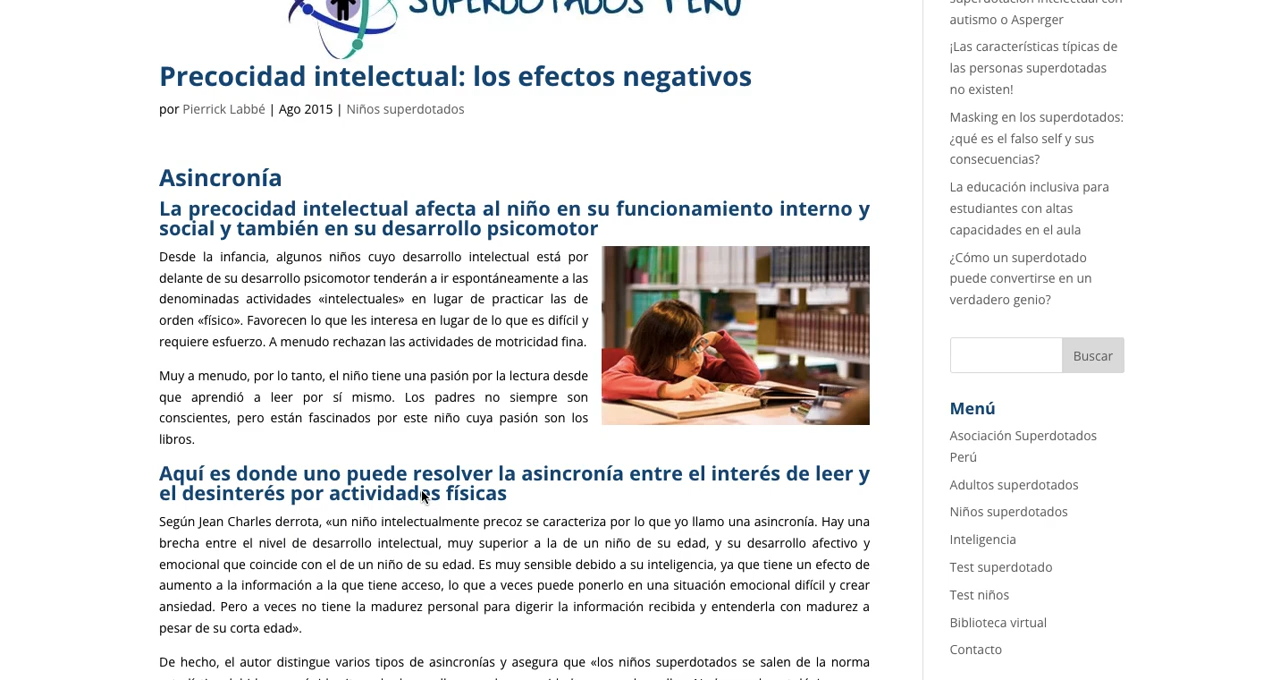 SUPERDOTADOS PERÚ
Precocidad intelectual: los efectos negativos
por Pierrick Labbé | Ago 2015 | Niños superdotados
Asincronía
La precocidad intelectual afecta al niño en su funcionamiento interno y
social y también en su desarrollo psicomotor
Desde la infancia, algunos niños cuyo desarrollo intelectual está por
delante de su desarrollo psicomotor tenderán a ir espontáneamente a las
denominadas actividades «intelectuales» en lugar de practicar las de
orden «físico». Favorecen lo que les interesa en lugar de lo que es difícil y
requiere esfuerzo. A menudo rechazan las actividades de motricidad fina.
Muy a menudo, por lo tanto, el niño tiene una pasión por la lectura desde
que aprendió a leer por sí mismo. Los padres no siempre son
conscientes, pero están fascinados por este niño cuya pasión son los
libros.
Aquí es donde uno puede resolver la asincronía entre el interés de leer y
el desinterés por actividades físicas
Según Jean Charles derrota, «un niño intelectualmente precoz se caracteriza por lo que yo llamo una asincronía. Hay una
brecha entre el nivel de desarrollo intelectual, muy superior a la de un niño de su edad, y su desarrollo afectivo y
emocional que coincide con el de un niño de su edad. Es muy sensible debido a su inteligencia, ya que tiene un efecto de
aumento a la información a la que tiene acceso, lo que a veces puede ponerlo en una situación emocional difícil y crear
ansiedad. Pero a veces no tiene la madurez personal para digerir la información recibida y entenderla con madurez a
pesar de su corta edad».
De hecho, el autor distingue varios tipos de asincronías y asegura que «los niños superdotados se salen de la norma
superdotación intelectual con
autismo o Asperger
¡Las características típicas de
las personas superdotadas
no existen!
Masking en los superdotados:
¿qué es el falso self y sus
consecuencias?
La educación inclusiva para
estudiantes con altas
capacidades en el aula
¿Cómo un superdotado
puede convertirse en un
verdadero genio?
Buscar
Menú
Asociación Superdotados
Perú
Adultos superdotados
Niños superdotados
Inteligencia
Test superdotado
Test niños
Biblioteca virtual
Contacto